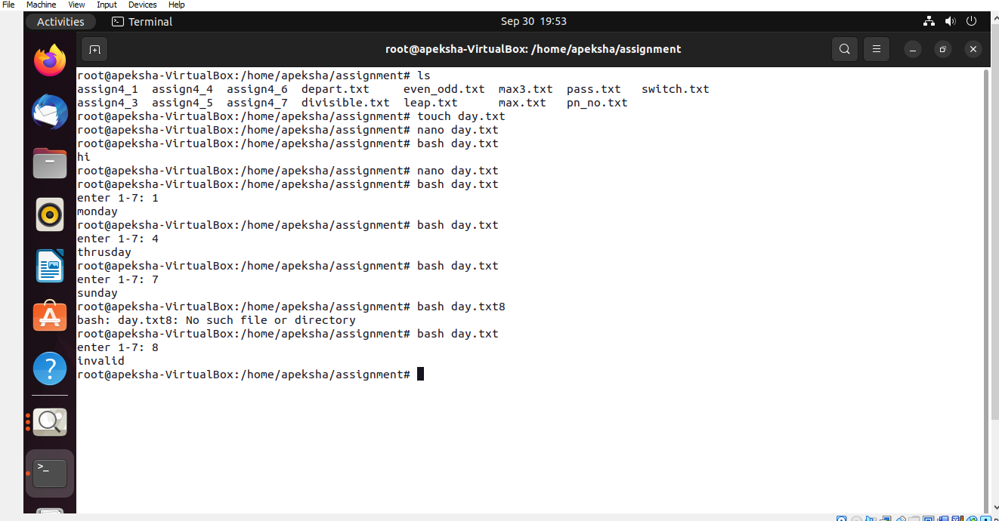 File Machine View Input Devices Help
Activities Terminal Sep 30 19:53
root@apeksha-VirtualBox: /home/apeksha/assignment
root@apeksha-VirtualBox:/home/apeksha/assignment# ls
assign4_1 assign4_4 assign4_6 depart.txt even_odd.txt max3.txt pass.txt switch.txt
assign4_3 assign4_5 assign4_7 divisible.txt leap.txt max.txt pn_no.txt
root@apeksha-VirtualBox:/home/apeksha/assignment# touch day.txt
root@apeksha-VirtualBox:/home/apeksha/assignment# nano day.txt
root@apeksha-VirtualBox:/home/apeksha/assignment# bash day.txt
hi
root@apeksha-VirtualBox:/home/apeksha/assignment# nano day.txt
root@apeksha-VirtualBox:/home/apeksha/assignment# bash day.txt
enter 1-7: 1
monday
root@apeksha-VirtualBox:/home/apeksha/assignment# bash day.txt
enter 1-7: 4
thrusday
root@apeksha-VirtualBox:/home/apeksha/assignment# bash day.txt
enter 1-7: 7
sunday
root@apeksha-VirtualBox:/home/apeksha/assignment# bash day.txt8
bash: day.txt8: No such file or directory
root@apeksha-VirtualBox:/home/apeksha/assignment# bash day.txt
enter 1-7: 8
invalid
root@apeksha-VirtualBox:/home/apeksha/assignment#